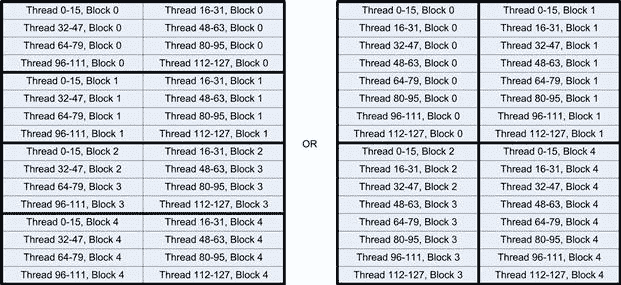 Thread 0-15, Block 0 Thread 16-31, Block 0
Thread 32-47, Block 0 Thread 48-63, Block 0
Thread 64-79, Block 0 Thread 80-95, Block 0
Thread 96-111, Block 0 Thread 112-127, Block 0
Thread 0-15, Block 1 Thread 16-31, Block 1
Thread 32-47, Block 1 Thread 48-63, Block 1
Thread 64-79, Block 1 Thread 80-95, Block 1
Thread 96-111, Block 1 Thread 112-127, Block 1
Thread 0-15, Block 2 Thread 16-31, Block 2
Thread 32-47, Block 2 Thread 48-63, Block 3
Thread 64-79, Block 3 Thread 80-95, Block 3
Thread 96-111, Block 3 Thread 112-127, Block 3
Thread 0-15, Block 4 Thread 16-31, Block 4
Thread 32-47, Block 4 Thread 48-63, Block 4
Thread 64-79, Block 4 Thread 80-95, Block 4
Thread 96-111, Block 4 Thread 112-127, Block 4
OR
Thread 0-15, Block 0 Thread 0-15, Block 1
Thread 16-31, Block 0 Thread 16-31, Block 1
Thread 32-47, Block 0 Thread 32-47, Block 1
Thread 48-63, Block 0 Thread 48-63, Block 1
Thread 64-79, Block 0 Thread 64-79, Block 1
Thread 80-95, Block 0 Thread 80-95, Block 1
Thread 96-111, Block 0 Thread 96-111, Block 1
Thread 112-127, Block 0 Thread 112-127, Block 1
Thread 0-15, Block 2 Thread 0-15, Block 4
Thread 16-31, Block 2 Thread 16-31, Block 4
Thread 32-47, Block 2 Thread 32-47, Block 4
Thread 48-63, Block 3 Thread 48-63, Block 4
Thread 64-79, Block 3 Thread 64-79, Block 4
Thread 80-95, Block 3 Thread 80-95, Block 4
Thread 96-111, Block 3 Thread 96-111, Block 4
Thread 112-127, Block 3 Thread 112-127, Block 4